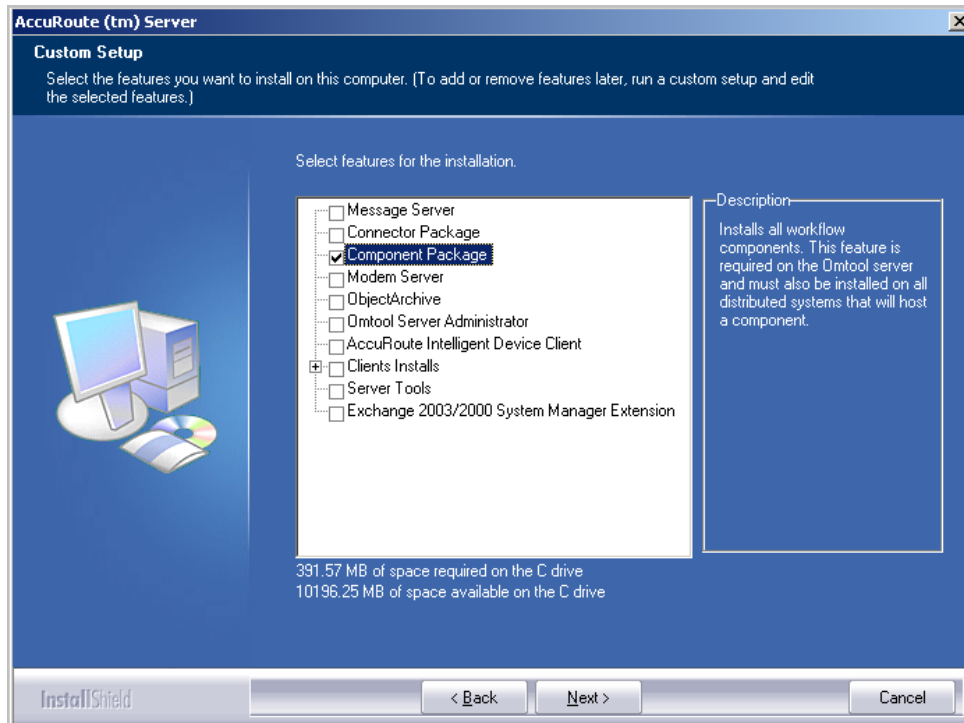 AccuRoute (tm) Server
Custom Setup
Select the features you want to install on this computer. (To add or remove features later, run a custom setup and edit
the selected features.)
Select features for the installation.
Message Server
Connector Package
Component Package
Modem Server
ObjectArchive
Omtool Server Administrator
AccuRoute Intelligent Device Client
Clients Installs
Server Tools
Exchange 2003/2000 System Manager Extension
Description
Installs all workflow
components. This feature is
required on the Omtool server
and must also be installed on all
distributed systems that will host
a component.
391.57 MB of space required on the C drive
10196.25 MB of space available on the C drive
InstallShield
< Back
Next >
Cancel